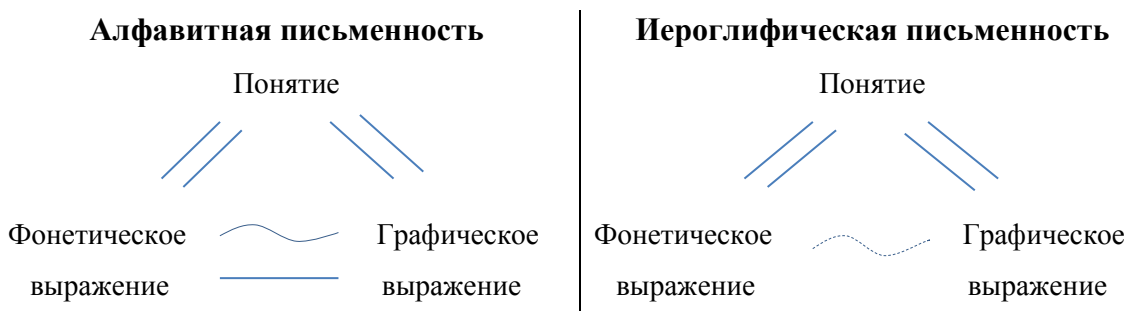 Алфавитная письменность
Понятие
Фонетическое выражение
Графическое выражение
Иероглифическая письменность
Понятие
Фонетическое выражение
Графическое выражение